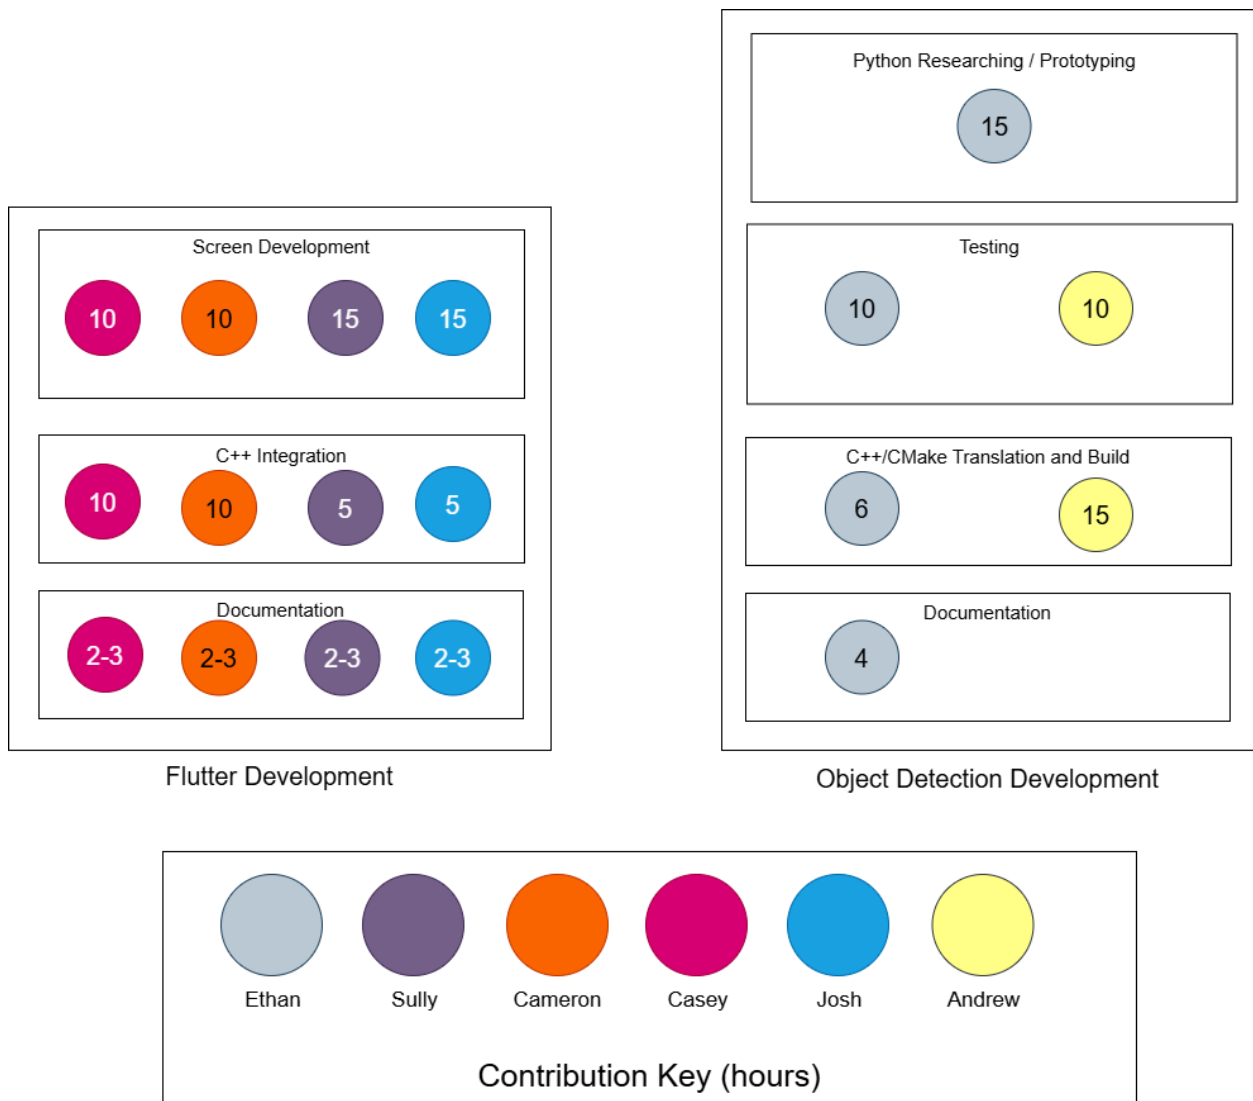 Python Researching / Prototyping
15
Testing
10 10
C++/CMake Translation and Build
6 15
Documentation
4
Object Detection Development
Screen Development
10 10 15 15
C++ Integration
10 10 5 5
Documentation
2-3 2-3 2-3 2-3
Flutter Development
Ethan Sully Cameron Casey Josh Andrew
Contribution Key (hours)